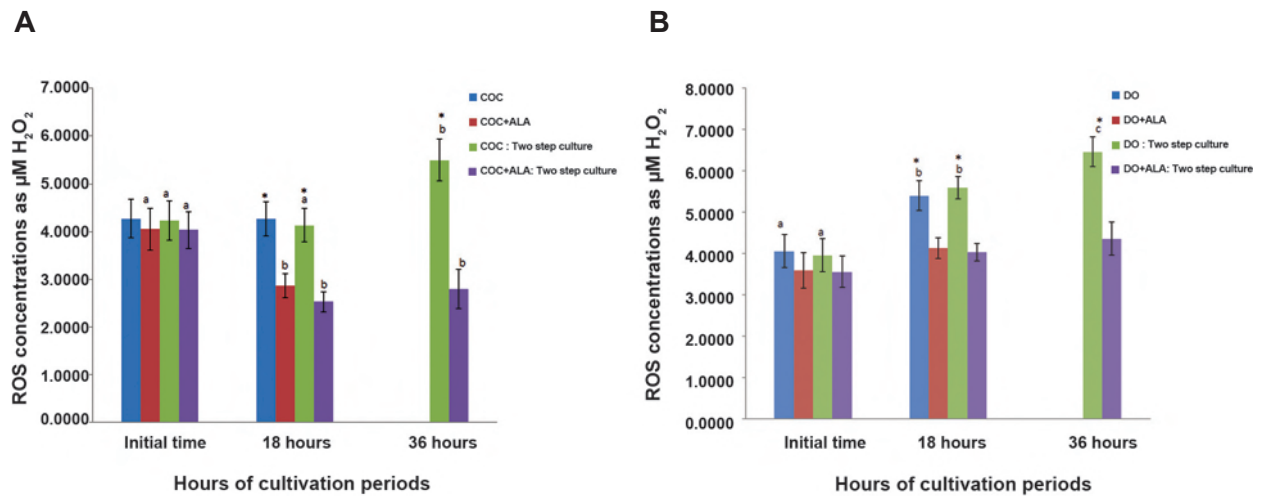 A
ROS concentrations as µM H₂O₂
7.0000
6.0000
5.0000
4.0000
3.0000
2.0000
1.0000
0.0000
a
a
a
*
b
*
a
b
*
b
COC
COC+ALA
COC : Two step culture
COC+ALA: Two step culture
Initial time
18 hours
36 hours
Hours of cultivation periods
B
ROS concentrations as µM H₂O₂
8.0000
7.0000
6.0000
5.0000
4.0000
3.0000
2.0000
1.0000
0.0000
a
a
*
b
*
b
*
c
DO
DO+ALA
DO : Two step culture
DO+ALA: Two step culture
Initial time
18 hours
36 hours
Hours of cultivation periods